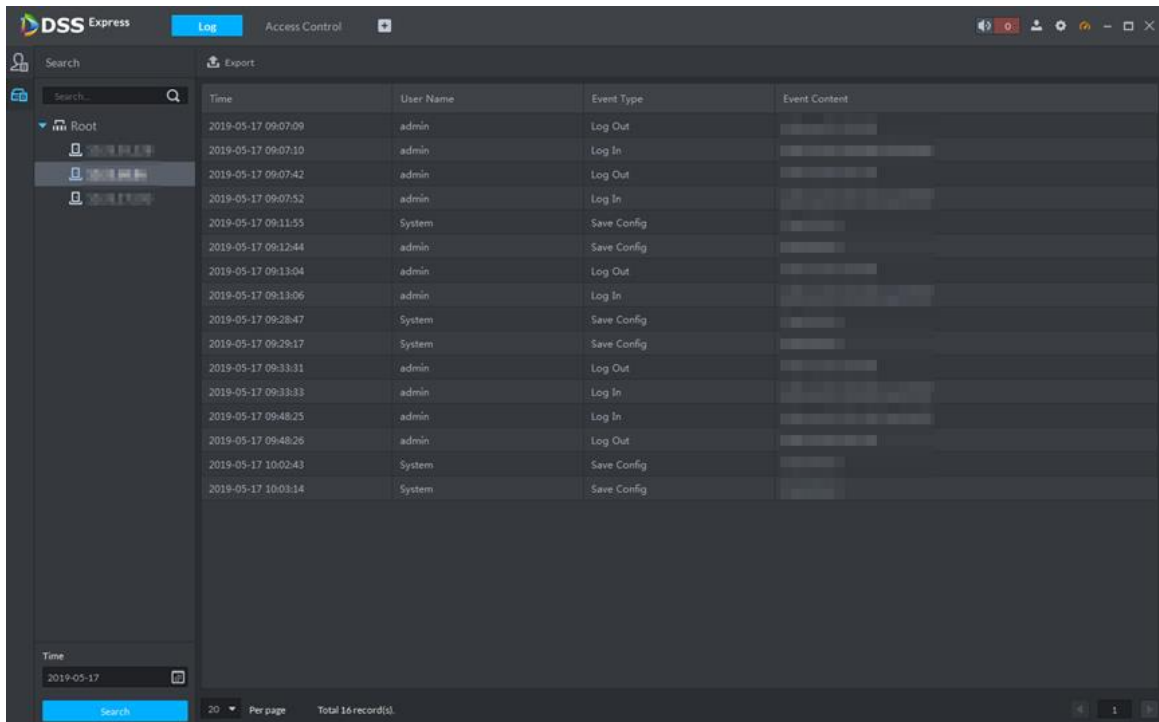 DSS Express Log Access Control 0
Search Export
Search...
Time User Name Event Type Event Content
Root
2019-05-17 09:07:09 admin Log Out
2019-05-17 09:07:10 admin Log In
2019-05-17 09:07:42 admin Log Out
2019-05-17 09:07:52 admin Log In
2019-05-17 09:11:55 System Save Config
2019-05-17 09:12:44 admin Save Config
2019-05-17 09:13:04 admin Log Out
2019-05-17 09:13:06 admin Log In
2019-05-17 09:28:47 System Save Config
2019-05-17 09:29:17 System Save Config
2019-05-17 09:33:31 admin Log Out
2019-05-17 09:33:33 admin Log In
2019-05-17 09:48:25 admin Log In
2019-05-17 09:48:26 admin Log Out
2019-05-17 10:02:43 System Save Config
2019-05-17 10:03:14 System Save Config
Time
2019-05-17
Search 20 Per page Total 16 record(s). 1